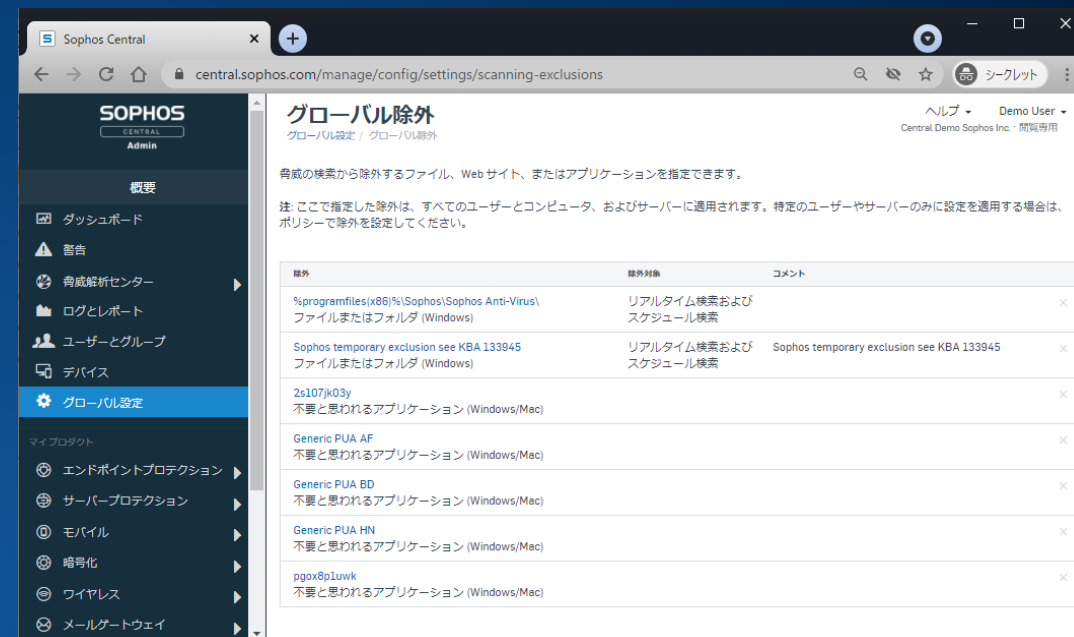 Sophos Central
central.sophos.com/manage/config/settings/scanning-exclusions
シークレット
SOPHOS
CENTRAL
Admin
概要
ダッシュボード
警告
脅威解析センター
ログとレポート
ユーザーとグループ
デバイス
グローバル設定
マイプロダクト
エンドポイントプロテクション
サーバープロテクション
モバイル
暗号化
ワイヤレス
メールゲートウェイ
グローバル除外
グローバル設定 / グローバル除外
ヘルプ
Demo User
Central Demo Sophos Inc. · 閲覧専用
脅威の検索から除外するファイル、Web サイト、またはアプリケーションを指定できます。
注: ここで指定した除外は、すべてのユーザーとコンピュータ、およびサーバーに適用されます。特定のユーザーやサーバーのみに設定を適用する場合は、
ポリシーで除外を設定してください。
除外 除外対象 コメント
%programfiles(x86)%\Sophos\Sophos Anti-Virus\ リアルタイム検索および
ファイルまたはフォルダ (Windows) スケジュール検索
Sophos temporary exclusion see KBA 133945 リアルタイム検索および Sophos temporary exclusion see KBA 133945
ファイルまたはフォルダ (Windows) スケジュール検索
2sl07jk03y
不要と思われるアプリケーション (Windows/Mac)
Generic PUA AF
不要と思われるアプリケーション (Windows/Mac)
Generic PUA BD
不要と思われるアプリケーション (Windows/Mac)
Generic PUA HN
不要と思われるアプリケーション (Windows/Mac)
pgox8pluwk
不要と思われるアプリケーション (Windows/Mac)